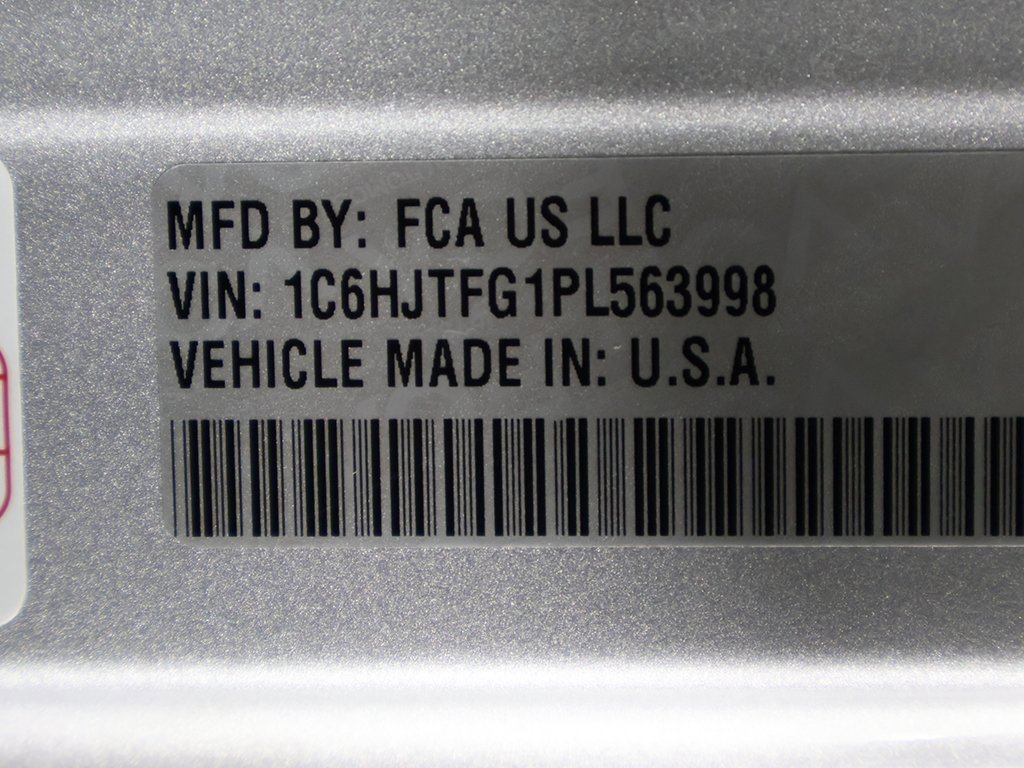 MFD BY: FCA US LLC
VIN: 1C6HJTFG1PL563998
VEHICLE MADE IN: U.S.A.